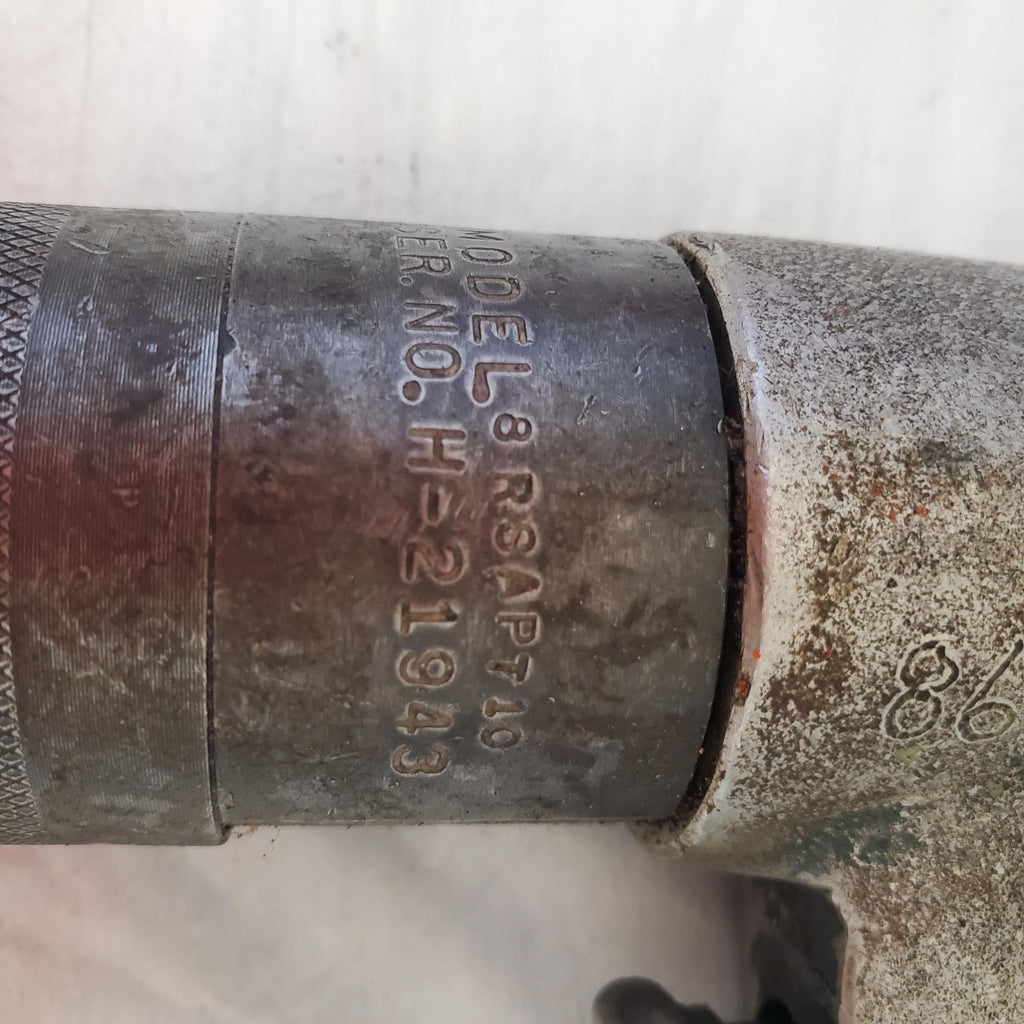 MODEL 8RSAPT10
SER. NO. H-21943
86